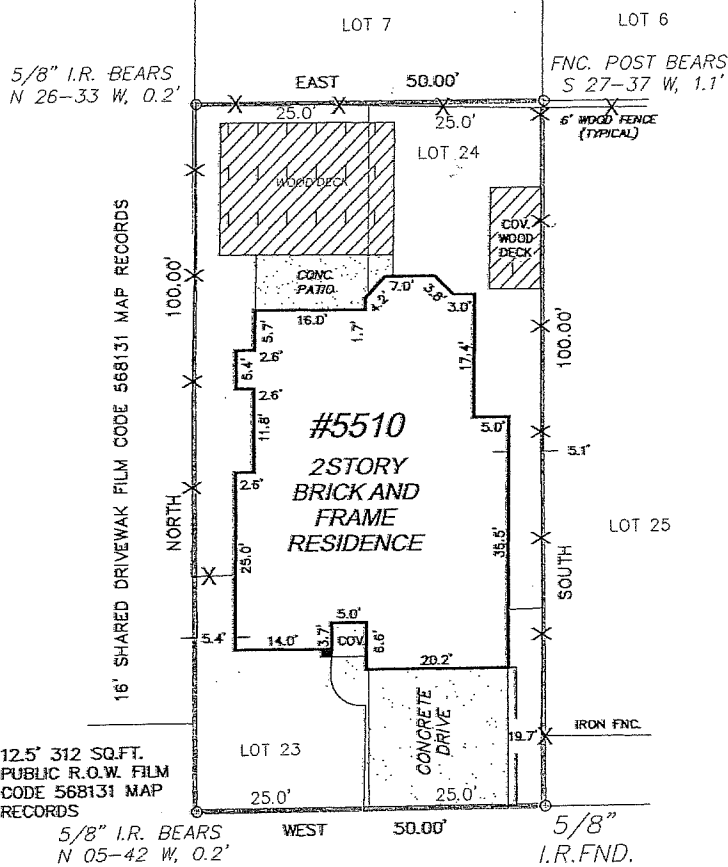 LOT 7
LOT 6
5/8" I.R. BEARS
N 26-33 W, 0.2'
EAST 50.00'
FNC. POST BEARS
S 27-37 W, 1.1'
25.0'
25.0'
6' WOOD FENCE
(TYPICAL)
LOT 24
WOOD DECK
COV.
WOOD
DECK
CONC.
PATIO
7.0'
4.2'
3.8'
3.0'
16.0'
1.7'
5.7'
2.6'
5.4'
2.6'
11.8'
17.4'
5.0'
5.1'
100.00'
100.00'
16' SHARED DRIVEWAK FILM CODE 568131 MAP RECORDS
#5510
2STORY
BRICK AND
FRAME
RESIDENCE
2.6'
NORTH
25.0'
35.5'
LOT 25
SOUTH
5.4'
14.0'
5.0'
3.7'
COV.
6.6'
20.2'
CONCRETE
DRIVE
19.7'
IRON FNC.
LOT 23
12.5' 312 SQ.FT.
PUBLIC R.O.W. FILM
CODE 568131 MAP
RECORDS
25.0'
25.0'
5/8" I.R. BEARS
N 05-42 W, 0.2'
WEST 50.00'
5/8"
I.R.FND.